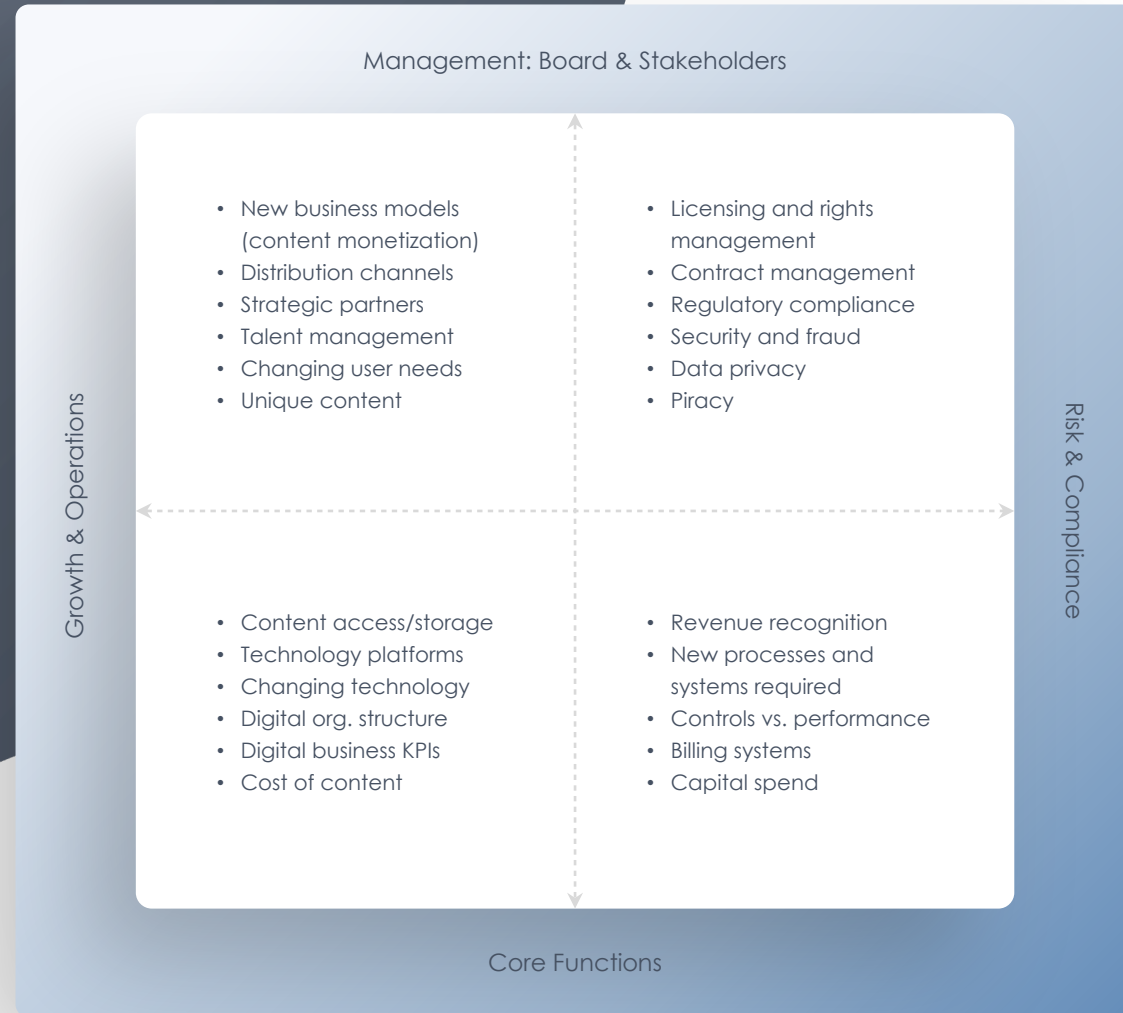 Management: Board & Stakeholders
• New business models
(content monetization)
• Distribution channels
• Strategic partners
• Talent management
• Changing user needs
• Unique content
• Licensing and rights
management
• Contract management
• Regulatory compliance
• Security and fraud
• Data privacy
• Piracy
Growth & Operations
Risk & Compliance
• Content access/storage
• Technology platforms
• Changing technology
• Digital org. structure
• Digital business KPIs
• Cost of content
• Revenue recognition
• New processes and
systems required
• Controls vs. performance
• Billing systems
• Capital spend
Core Functions